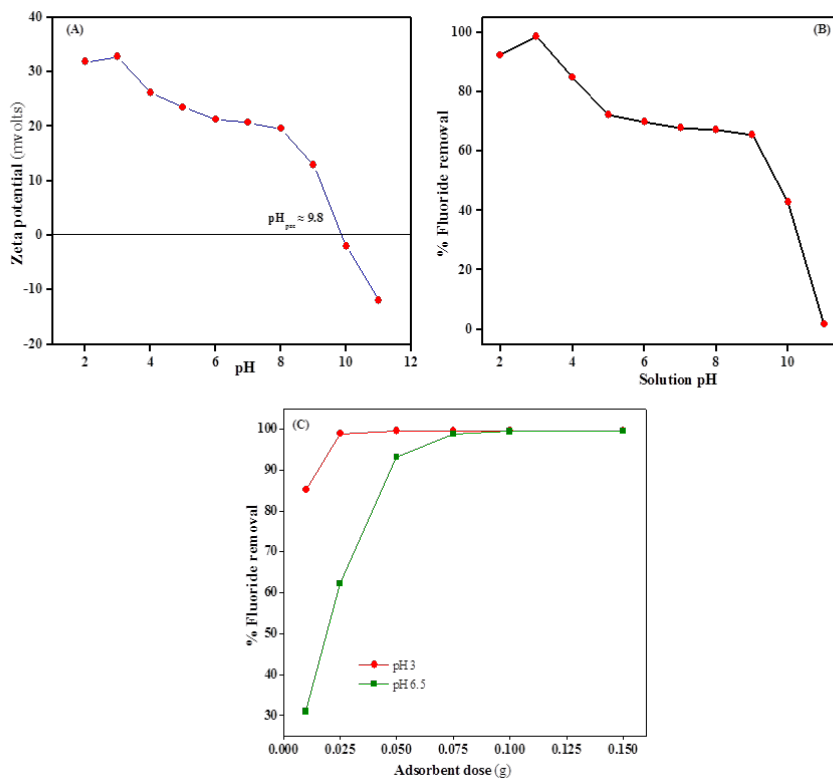 (A)
40
30
20
10
0
-10
-20
Zeta potential (mvolts)
pHpzc ≈ 9.8
2 4 6 8 10 12
pH
(B)
100
80
60
40
20
0
% Fluoride removal
2 4 6 8 10
Solution pH
(C)
100
90
80
70
60
50
40
30
% Fluoride removal
pH 3
pH 6.5
0.000 0.025 0.050 0.075 0.100 0.125 0.150
Adsorbent dose (g)